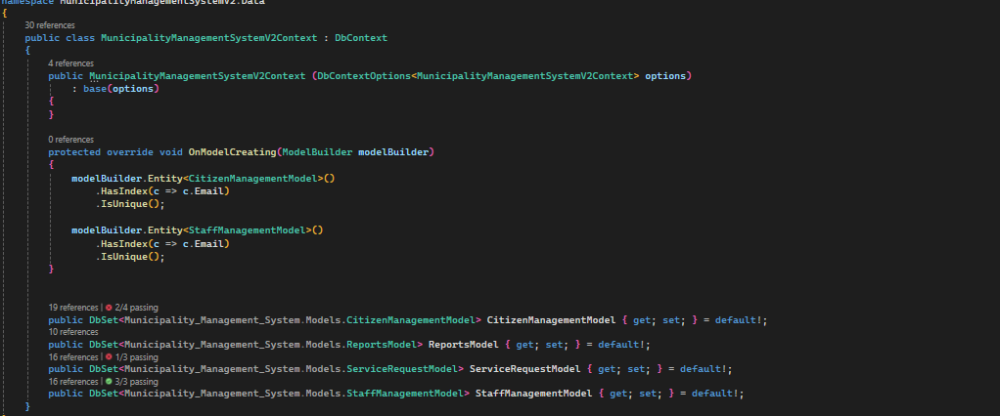 namespace MunicipalityManagementSystemV2.Data
{
30 references
public class MunicipalityManagementSystemV2Context : DbContext
{
4 references
public MunicipalityManagementSystemV2Context (DbContextOptions<MunicipalityManagementSystemV2Context> options)
: base(options)
{
}
0 references
protected override void OnModelCreating(ModelBuilder modelBuilder)
{
modelBuilder.Entity<CitizenManagementModel>()
.HasIndex(c => c.Email)
.IsUnique();
modelBuilder.Entity<StaffManagementModel>()
.HasIndex(c => c.Email)
.IsUnique();
}
19 references | 2/4 passing
public DbSet<Municipality_Management_System.Models.CitizenManagementModel> CitizenManagementModel { get; set; } = default!;
10 references
public DbSet<Municipality_Management_System.Models.ReportsModel> ReportsModel { get; set; } = default!;
16 references | 1/3 passing
public DbSet<Municipality_Management_System.Models.ServiceRequestModel> ServiceRequestModel { get; set; } = default!;
16 references | 3/3 passing
public DbSet<Municipality_Management_System.Models.StaffManagementModel> StaffManagementModel { get; set; } = default!;
}